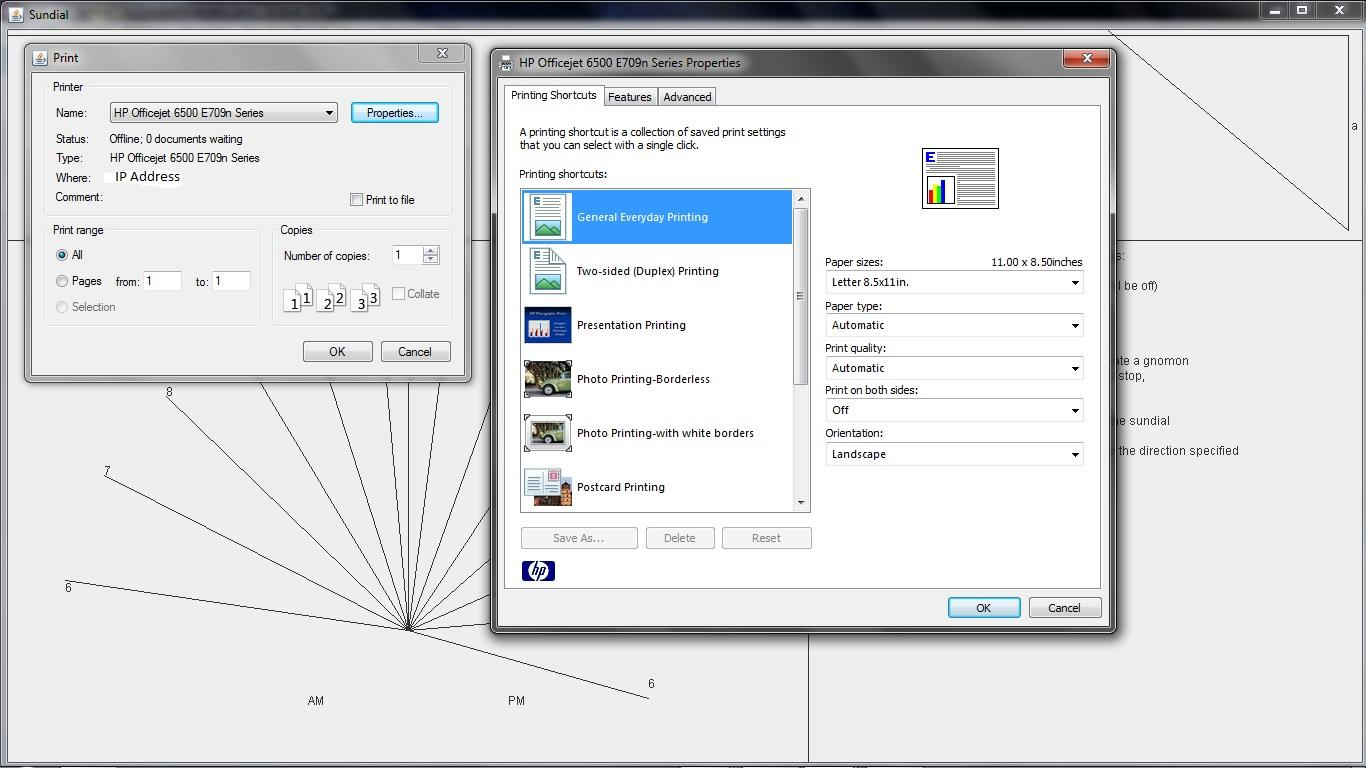 Sundial
Print
Printer
Name: HP Officejet 6500 E709n Series Properties...
Status: Offline; 0 documents waiting
Type: HP Officejet 6500 E709n Series
Where: IP Address
Comment:
Print to file
Print range
All
Pages from: 1 to: 1
Selection
Copies
Number of copies: 1
1 1 2 2 3 3
Collate
OK Cancel
HP Officejet 6500 E709n Series Properties
Printing Shortcuts Features Advanced
A printing shortcut is a collection of saved print settings
that you can select with a single click.
Printing shortcuts:
General Everyday Printing
Two-sided (Duplex) Printing
Presentation Printing
Photo Printing-Borderless
Photo Printing-with white borders
Postcard Printing
Save As... Delete Reset
hp
E
Paper sizes: 11.00 x 8.50inches
Letter 8.5x11in.
Paper type:
Automatic
Print quality:
Automatic
Print on both sides:
Off
Orientation:
Landscape
OK Cancel
a
s:
l be off)
ate a gnomon
stop,
e sundial
the direction specified
8
7
6
6
AM PM